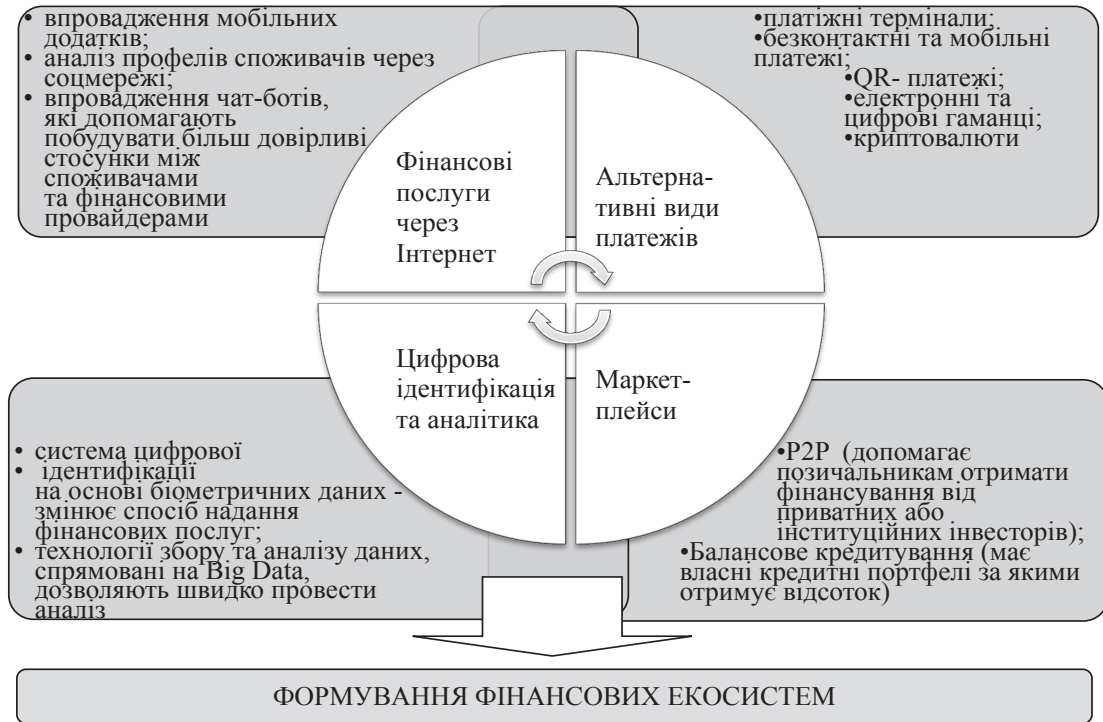 • впровадження мобільних
додатків;
• аналіз профелів споживачів через
соцмережі;
• впровадження чат-ботів,
які допомагають
побудувати більш довірливі
стосунки між
споживачами
та фінансовими
провайдерами
•платіжні термінали;
•безконтактні та мобільні
платежі;
•QR- платежі;
•електронні та
цифрові гаманці;
•криптовалюти
Фінансові
послуги
через
Інтернет
Альтерна-
тивні види
платежів
Цифрова
ідентифікація
та аналітика
Маркет-
плейси
• система цифрової
• ідентифікації
на основі біометричних даних -
змінює спосіб надання
фінансових послуг;
• технології збору та аналізу даних,
спрямовані на Big Data,
дозволяють швидко провести
аналіз
•P2P (допомагає
позичальникам отримати
фінансування від
приватних або
інституційних інвесторів);
•Балансове кредитування (має
власні кредитні портфелі за якими
отримує відсоток)
ФОРМУВАННЯ ФІНАНСОВИХ ЕКОСИСТЕМ